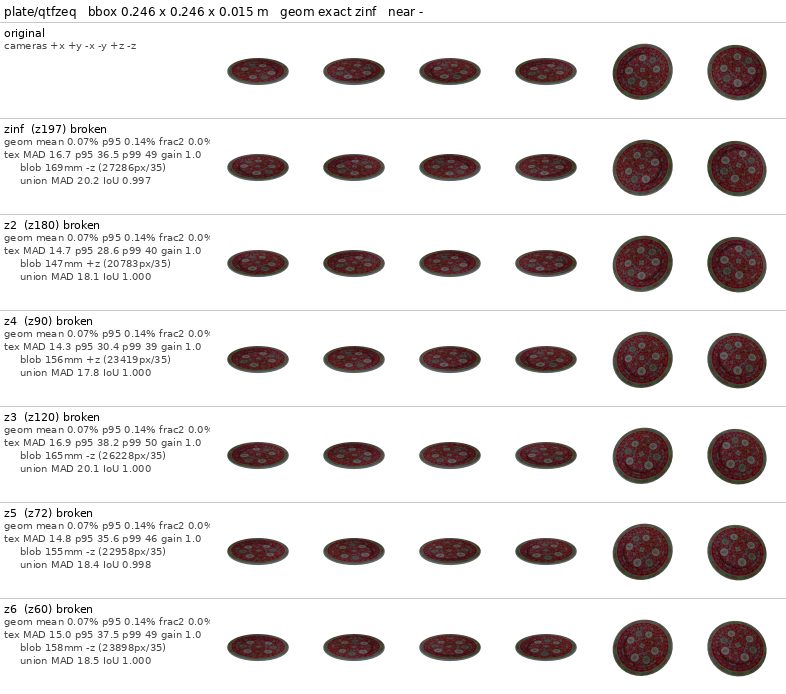 plate/qtfzeq bbox 0.246 x 0.246 x 0.015 m geom exact zinf near -
original
cameras +x +y -x -y +z -z
zinf (z197) broken
geom mean 0.07% p95 0.14% frac2 0.0%
tex MAD 16.7 p95 36.5 p99 49 gain 1.0
blob 169mm -z (27286px/35)
union MAD 20.2 IoU 0.997
z2 (z180) broken
geom mean 0.07% p95 0.14% frac2 0.0%
tex MAD 14.7 p95 28.6 p99 40 gain 1.0
blob 147mm +z (20783px/35)
union MAD 18.1 IoU 1.000
z4 (z90) broken
geom mean 0.07% p95 0.14% frac2 0.0%
tex MAD 14.3 p95 30.4 p99 39 gain 1.0
blob 156mm +z (23419px/35)
union MAD 17.8 IoU 1.000
z3 (z120) broken
geom mean 0.07% p95 0.14% frac2 0.0%
tex MAD 16.9 p95 38.2 p99 50 gain 1.0
blob 165mm -z (26228px/35)
union MAD 20.1 IoU 1.000
z5 (z72) broken
geom mean 0.07% p95 0.14% frac2 0.0%
tex MAD 14.8 p95 35.6 p99 46 gain 1.0
blob 155mm -z (22958px/35)
union MAD 18.4 IoU 0.998
z6 (z60) broken
geom mean 0.07% p95 0.14% frac2 0.0%
tex MAD 15.0 p95 37.5 p99 49 gain 1.0
blob 158mm -z (23898px/35)
union MAD 18.5 IoU 1.000